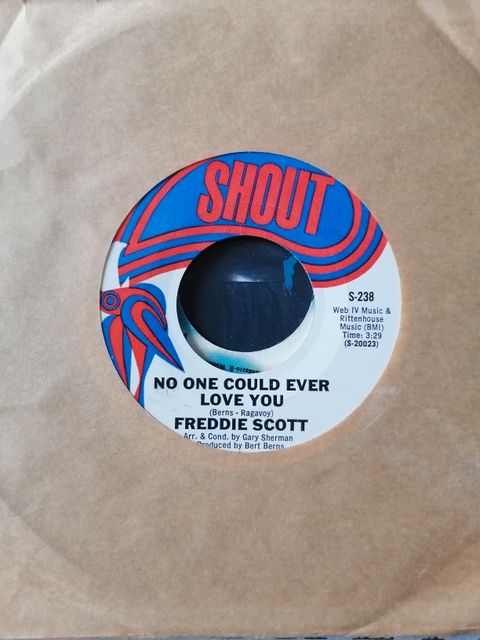 SHOUT
S-238
Web IV Music &
Rittenhouse
Music (BMI)
Time: 3:29
(S-20023)
NO ONE COULD EVER
LOVE YOU
(Berns - Ragavoy)
FREDDIE SCOTT
Arr. & Cond. by Gary Sherman
Produced by Bert Berns